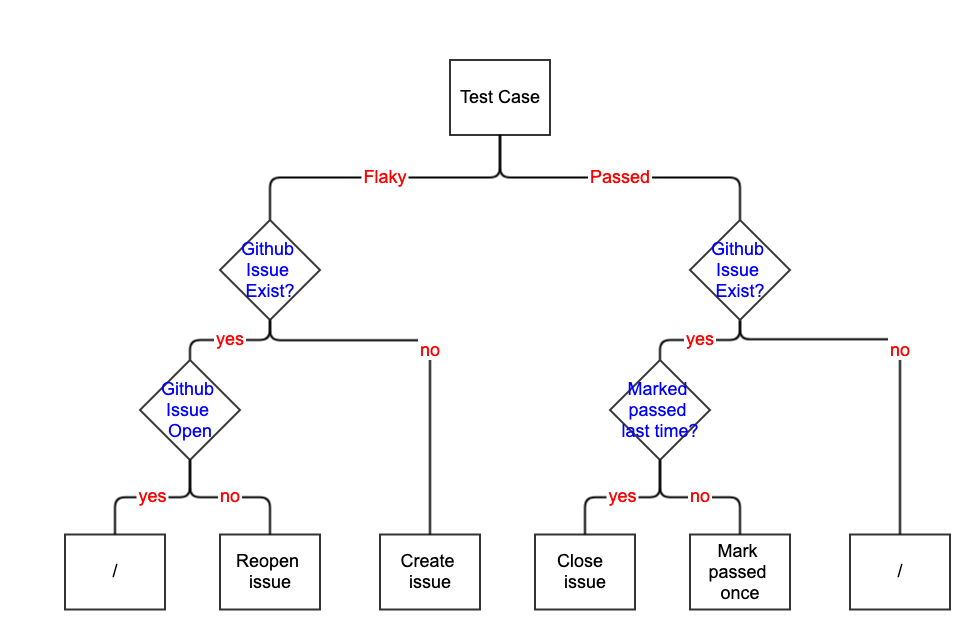 Test Case
Flaky
Passed
Github
Issue
Exist?
Github
Issue
Exist?
yes
no
yes
no
Github
Issue
Open
Marked
passed
last time?
yes
no
yes
no
/
Reopen
issue
Create
issue
Close
issue
Mark
passed
once
/